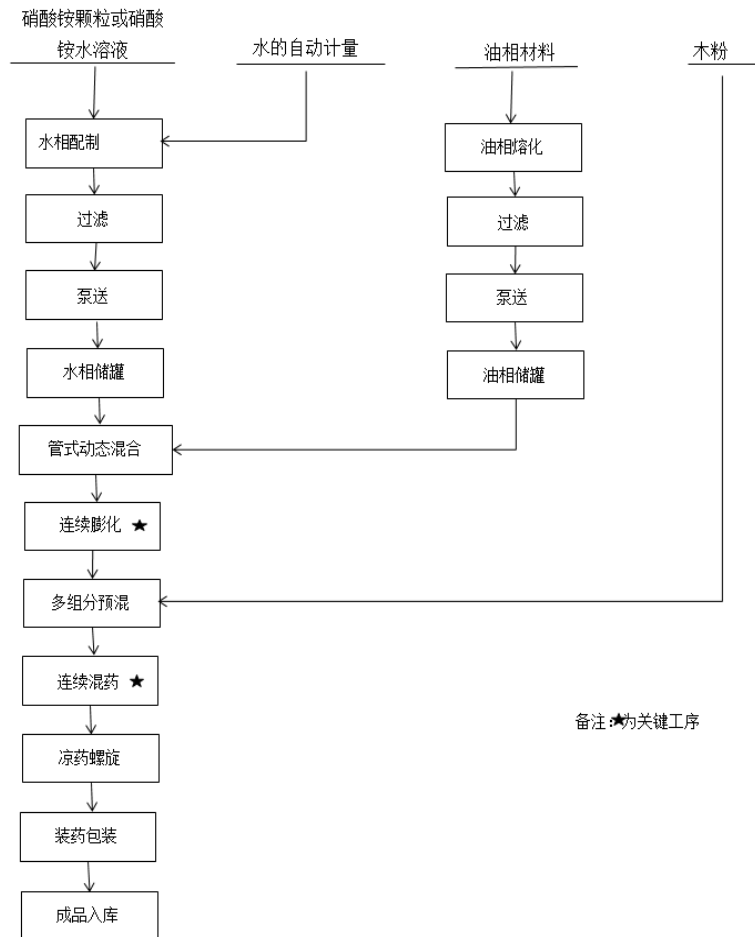 硝酸铵颗粒或硝酸
铵水溶液
水的自动计量
油相材料
木粉
水相配制
油相熔化
过滤
过滤
泵送
泵送
水相储罐
油相储罐
管式动态混合
连续膨化 ★
多组分预混
连续混药 ★
备注:★为关键工序
凉药螺旋
装药包装
成品入库